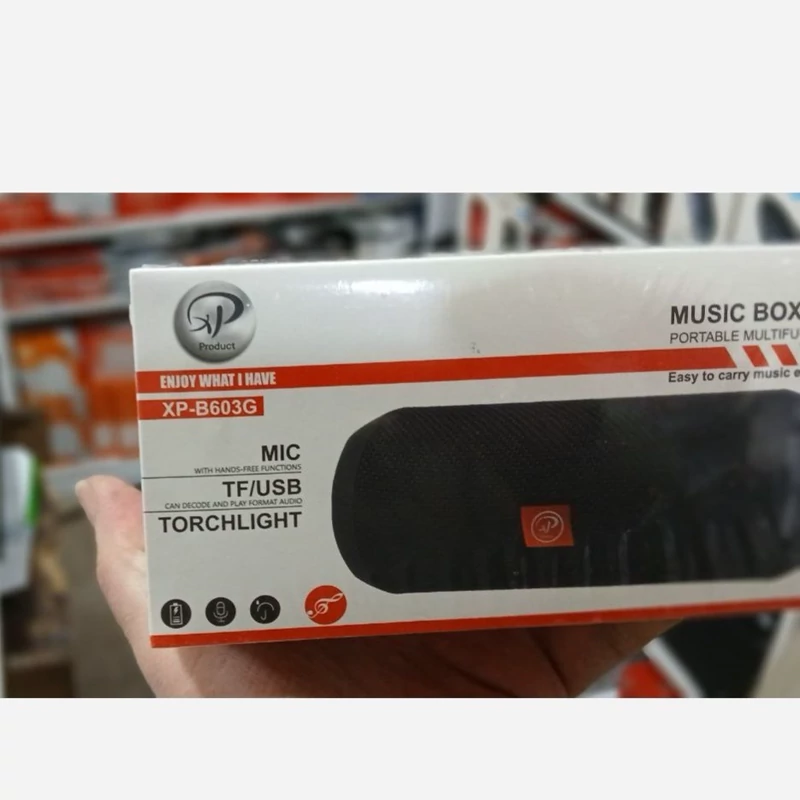 XP
Product
MUSIC BOX
PORTABLE
ENJOY WHAT I HAVE
Easy to carry music
XP-B603G
MIC
WITH HANDS-FREE FUNCTIONS
TF/USB
CAN DECODE AND PLAY FORMAT AUDIO
TORCHLIGHT